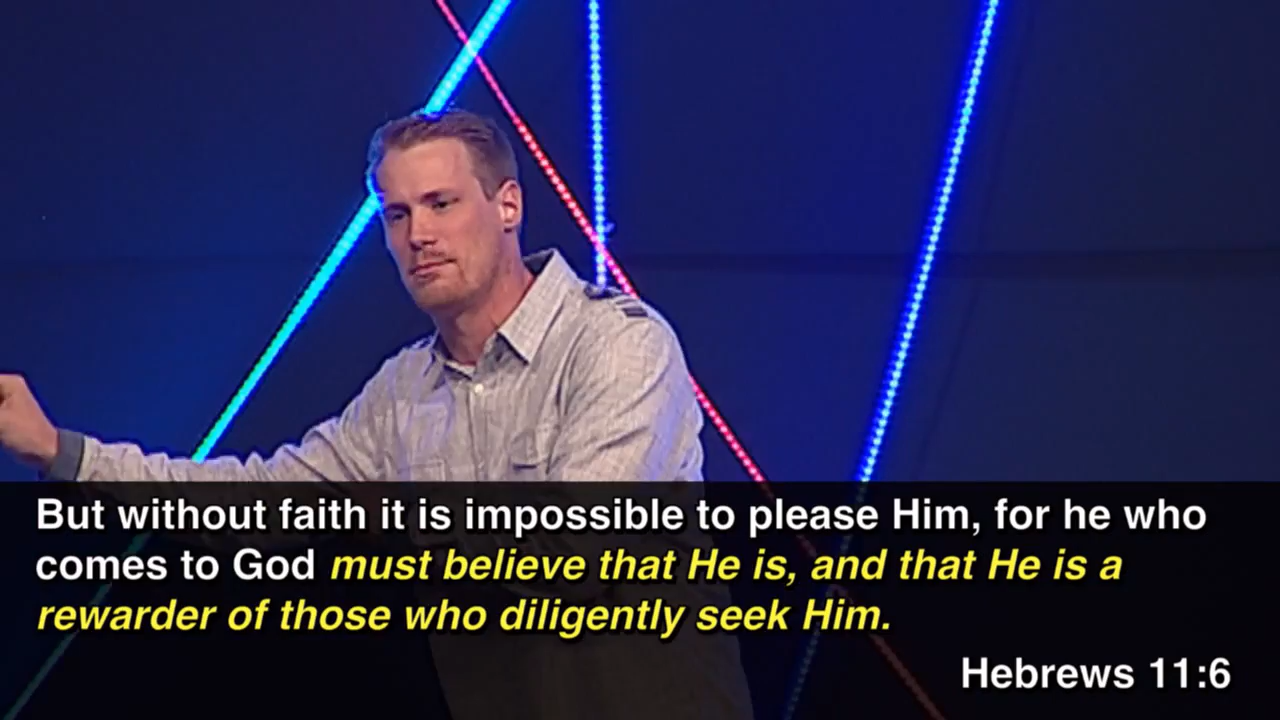 But without faith it is impossible to please Him, for he who
comes to God must believe that He is, and that He is a
rewarder of those who diligently seek Him.
Hebrews 11:6